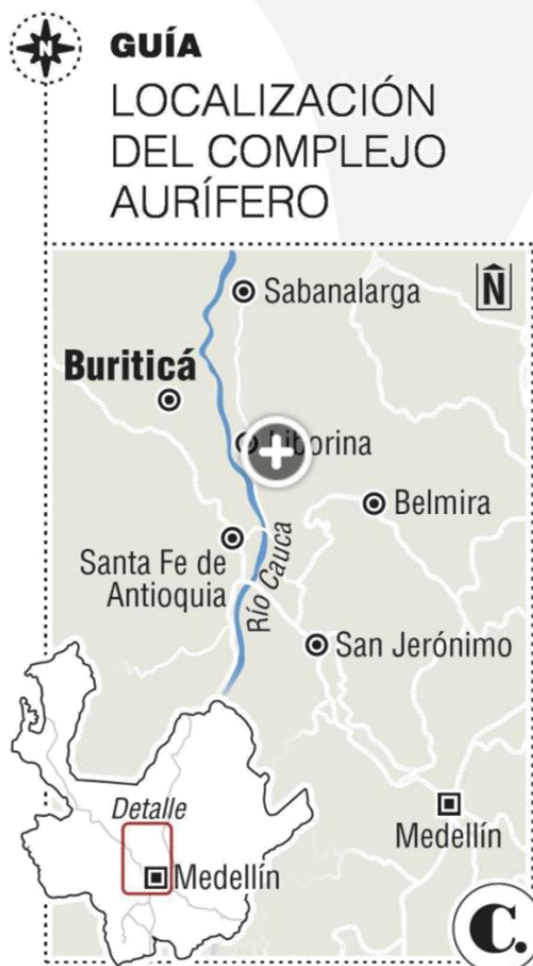 N
GUÍA
LOCALIZACIÓN
DEL COMPLEJO
AURÍFERO
N
Sabanalarga
Buriticá
Liborina
Belmira
Santa Fe de
Antioquia
Río Cauca
San Jerónimo
Detalle
Medellín
Medellín
C.